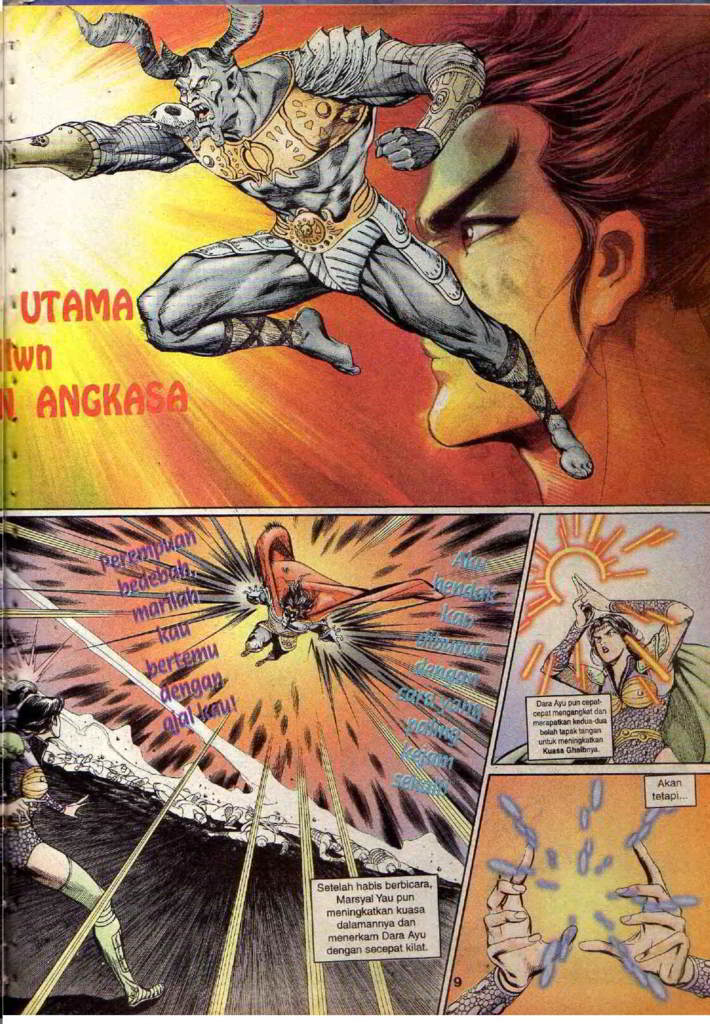 UTAMA
iwn
N ANGKASA
Perempuan
bedebah,
marilah
kau
bertemu
dengan
ajal kau!
Aku
hendak
kau
dibunuh
dengan
cara yang
paling
kejam
sekali!
Setelah habis berbicara,
Marsyal Yau pun
meningkatkan kuasa
dalamannya dan
menerkam Dara Ayu
dengan secepat kilat.
Dara Ayu pun cepat-
cepat mengangkat dan
merapatkan kedua-dua
belah tapak tangan
untuk meningkatkan
Kuasa Ghaibnya.
Akan
tetapi...
9